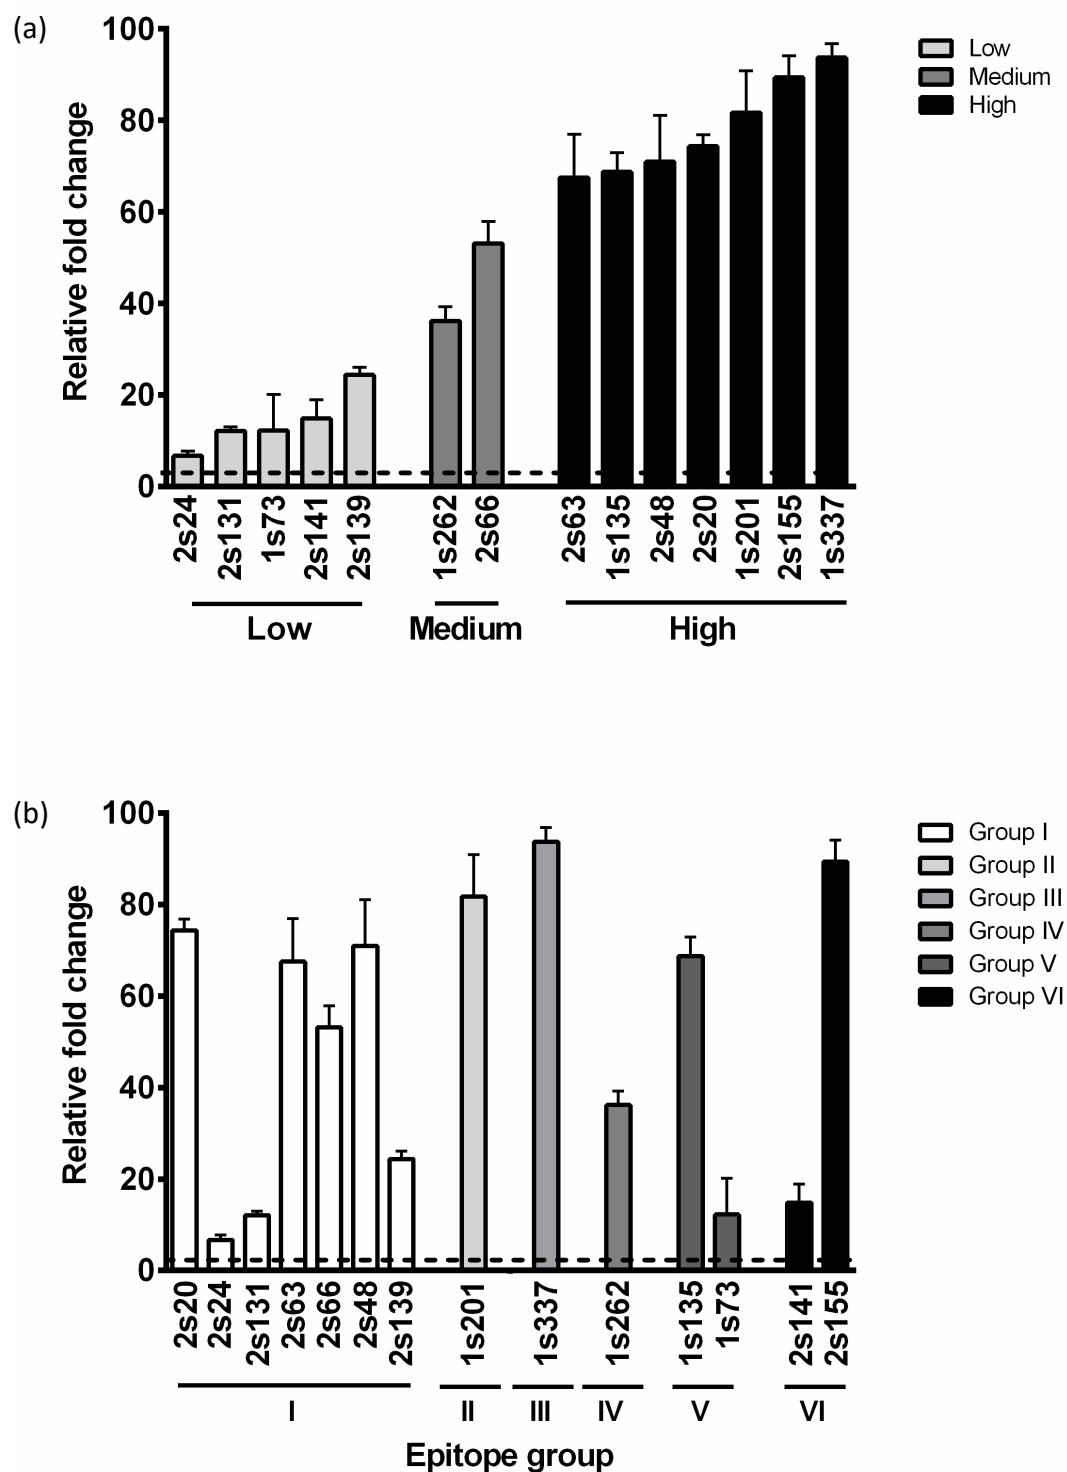 (a)
Relative fold change
100
80
60
40
20
0
2s24 2s131 1s73 2s141 2s139 1s262 2s66 2s63 1s135 2s48 2s20 1s201 2s155 1s337
Low Medium High
Low
Medium
High
(b)
Relative fold change
100
80
60
40
20
0
2s20 2s24 2s131 2s63 2s66 2s48 2s139 1s201 1s337 1s262 1s135 1s73 2s141 2s155
I II III IV V VI
Epitope group
Group I
Group II
Group III
Group IV
Group V
Group VI